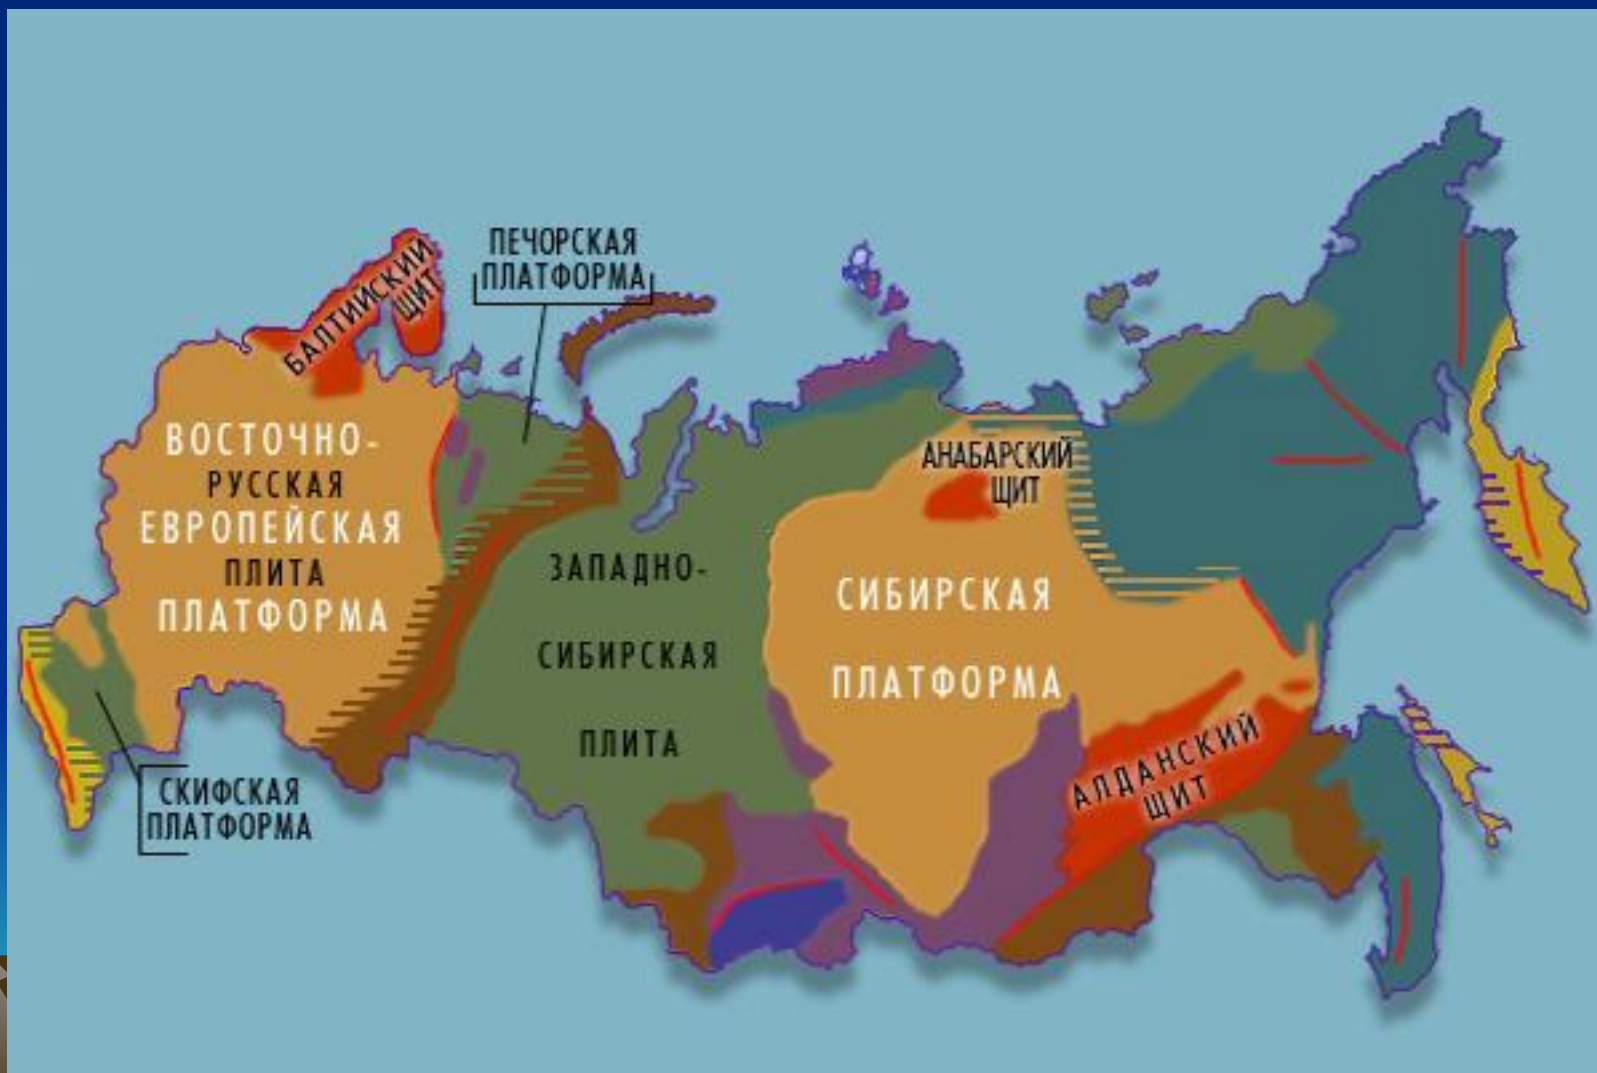 ПЕЧОРСКАЯ
ПЛАТФОРМА
БАЛТИЙСКИЙ
ЩИТ
ВОСТОЧНО-
РУССКАЯ
ЕВРОПЕЙСКАЯ
ПЛИТА
ПЛАТФОРМА
АНАБАРСКИЙ
ЩИТ
ЗАПАДНО-
СИБИРСКАЯ
ПЛИТА
СИБИРСКАЯ
ПЛАТФОРМА
АЛДАНСКИЙ
ЩИТ
СКИФСКАЯ
ПЛАТФОРМА